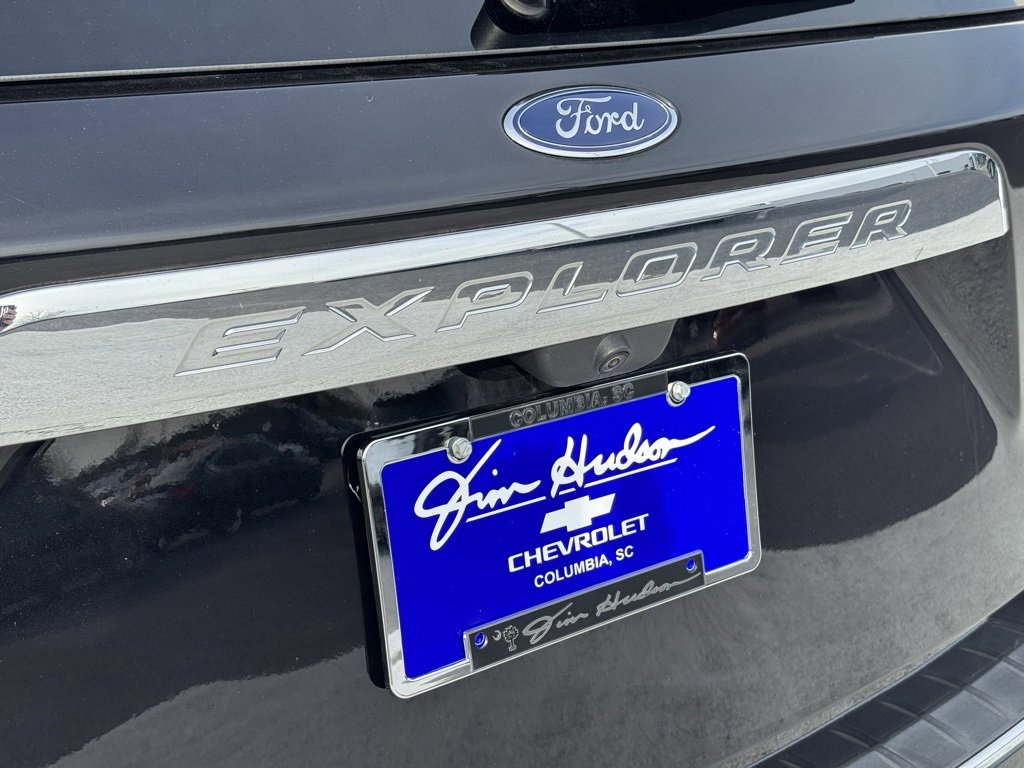 Ford
EXPLORER
COLUMBIA, SC
Jim Hudson
CHEVROLET
COLUMBIA, SC
Jim Hudson